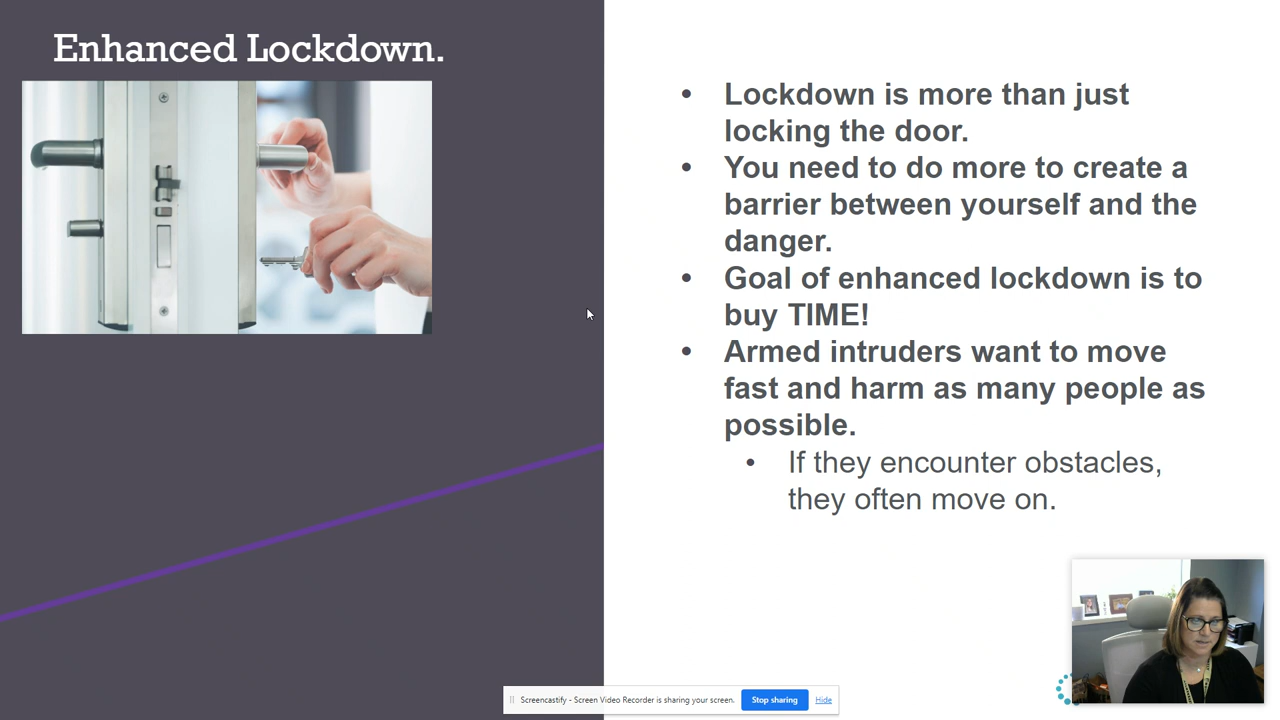 Enhanced Lockdown.
• Lockdown is more than just
locking the door.
• You need to do more to create a
barrier between yourself and the
danger.
• Goal of enhanced lockdown is to
buy TIME!
• Armed intruders want to move
fast and harm as many people as
possible.
• If they encounter obstacles,
they often move on.
Screencastify - Screen Video Recorder is sharing your screen. Stop sharing Hide